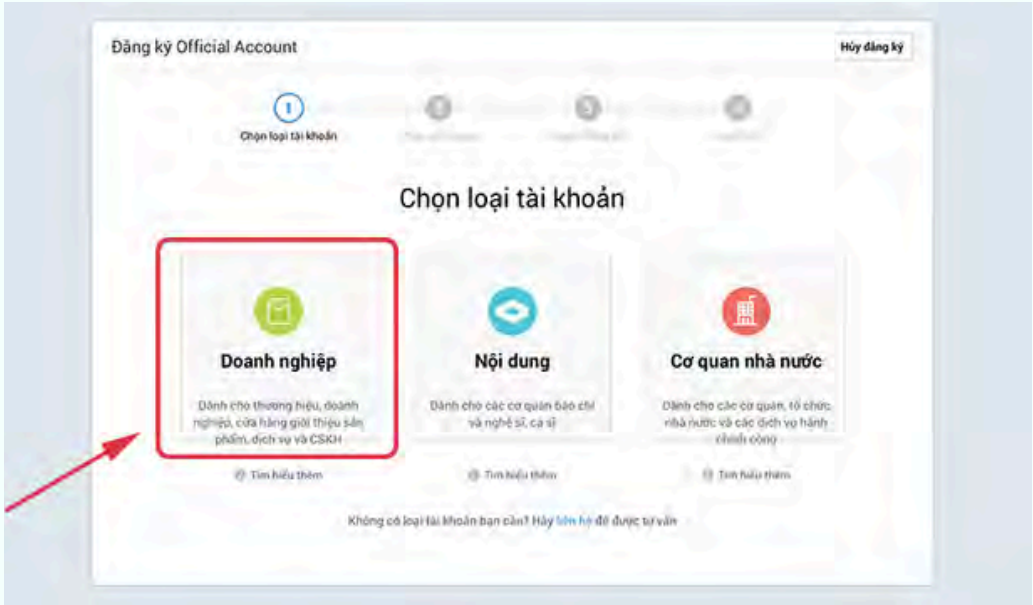 Đăng ký Official Account
Hủy đăng ký
1
Chọn loại tài khoản
Chọn loại tài khoản
Doanh nghiệp
Nội dung
Cơ quan nhà nước
Dành cho thương hiệu, doanh
nghiệp, cửa hàng giới thiệu sản
phẩm, dịch vụ và CSKH
Dành cho các cơ quan báo chí
và nghệ sĩ, ca sĩ
Dành cho các cơ quan, tổ chức
nhà nước và các dịch vụ hành
chính công
Tìm hiểu thêm
Tìm hiểu thêm
Tìm hiểu thêm
Không có loại tài khoản bạn cần? Hãy liên hệ để được tư vấn